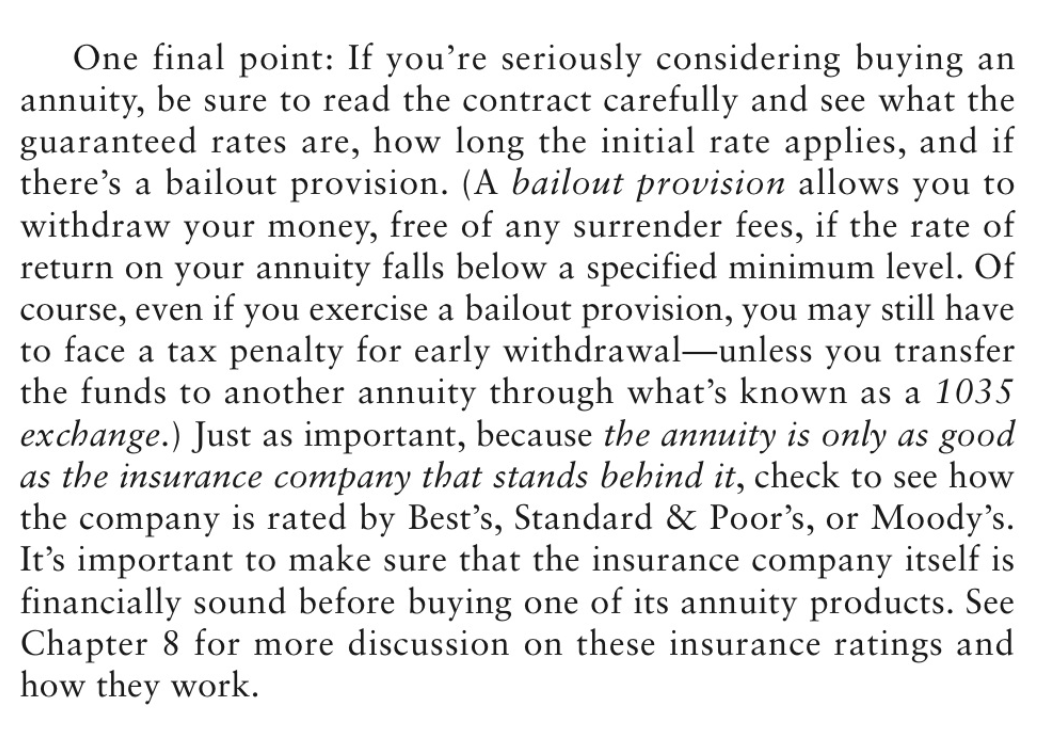 One final point: If you’re seriously considering buying an
annuity, be sure to read the contract carefully and see what the
guaranteed rates are, how long the initial rate applies, and if
there’s a bailout provision. (A bailout provision allows you to
withdraw your money, free of any surrender fees, if the rate of
return on your annuity falls below a specified minimum level. Of
course, even if you exercise a bailout provision, you may still have
to face a tax penalty for early withdrawal—unless you transfer
the funds to another annuity through what’s known as a 1035
exchange.) Just as important, because the annuity is only as good
as the insurance company that stands behind it, check to see how
the company is rated by Best’s, Standard & Poor’s, or Moody’s.
It’s important to make sure that the insurance company itself is
financially sound before buying one of its annuity products. See
Chapter 8 for more discussion on these insurance ratings and
how they work.